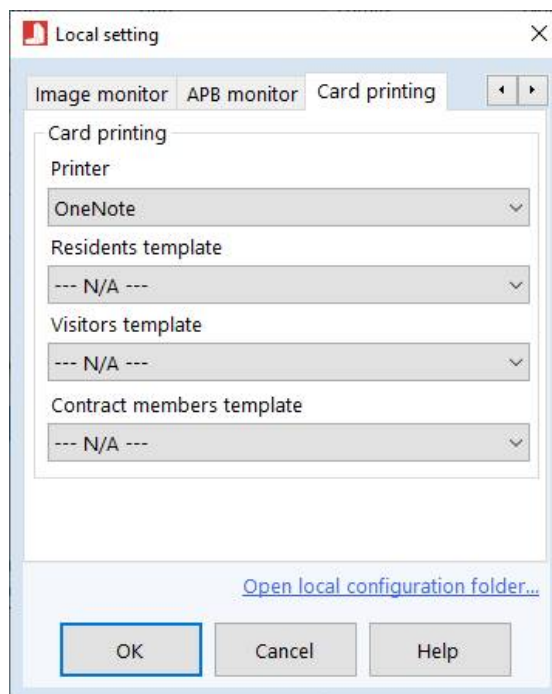 Local setting
Image monitor APB monitor Card printing
Card printing
Printer
OneNote
Residents template
--- N/A ---
Visitors template
--- N/A ---
Contract members template
--- N/A ---
Open local configuration folder...
OK Cancel Help